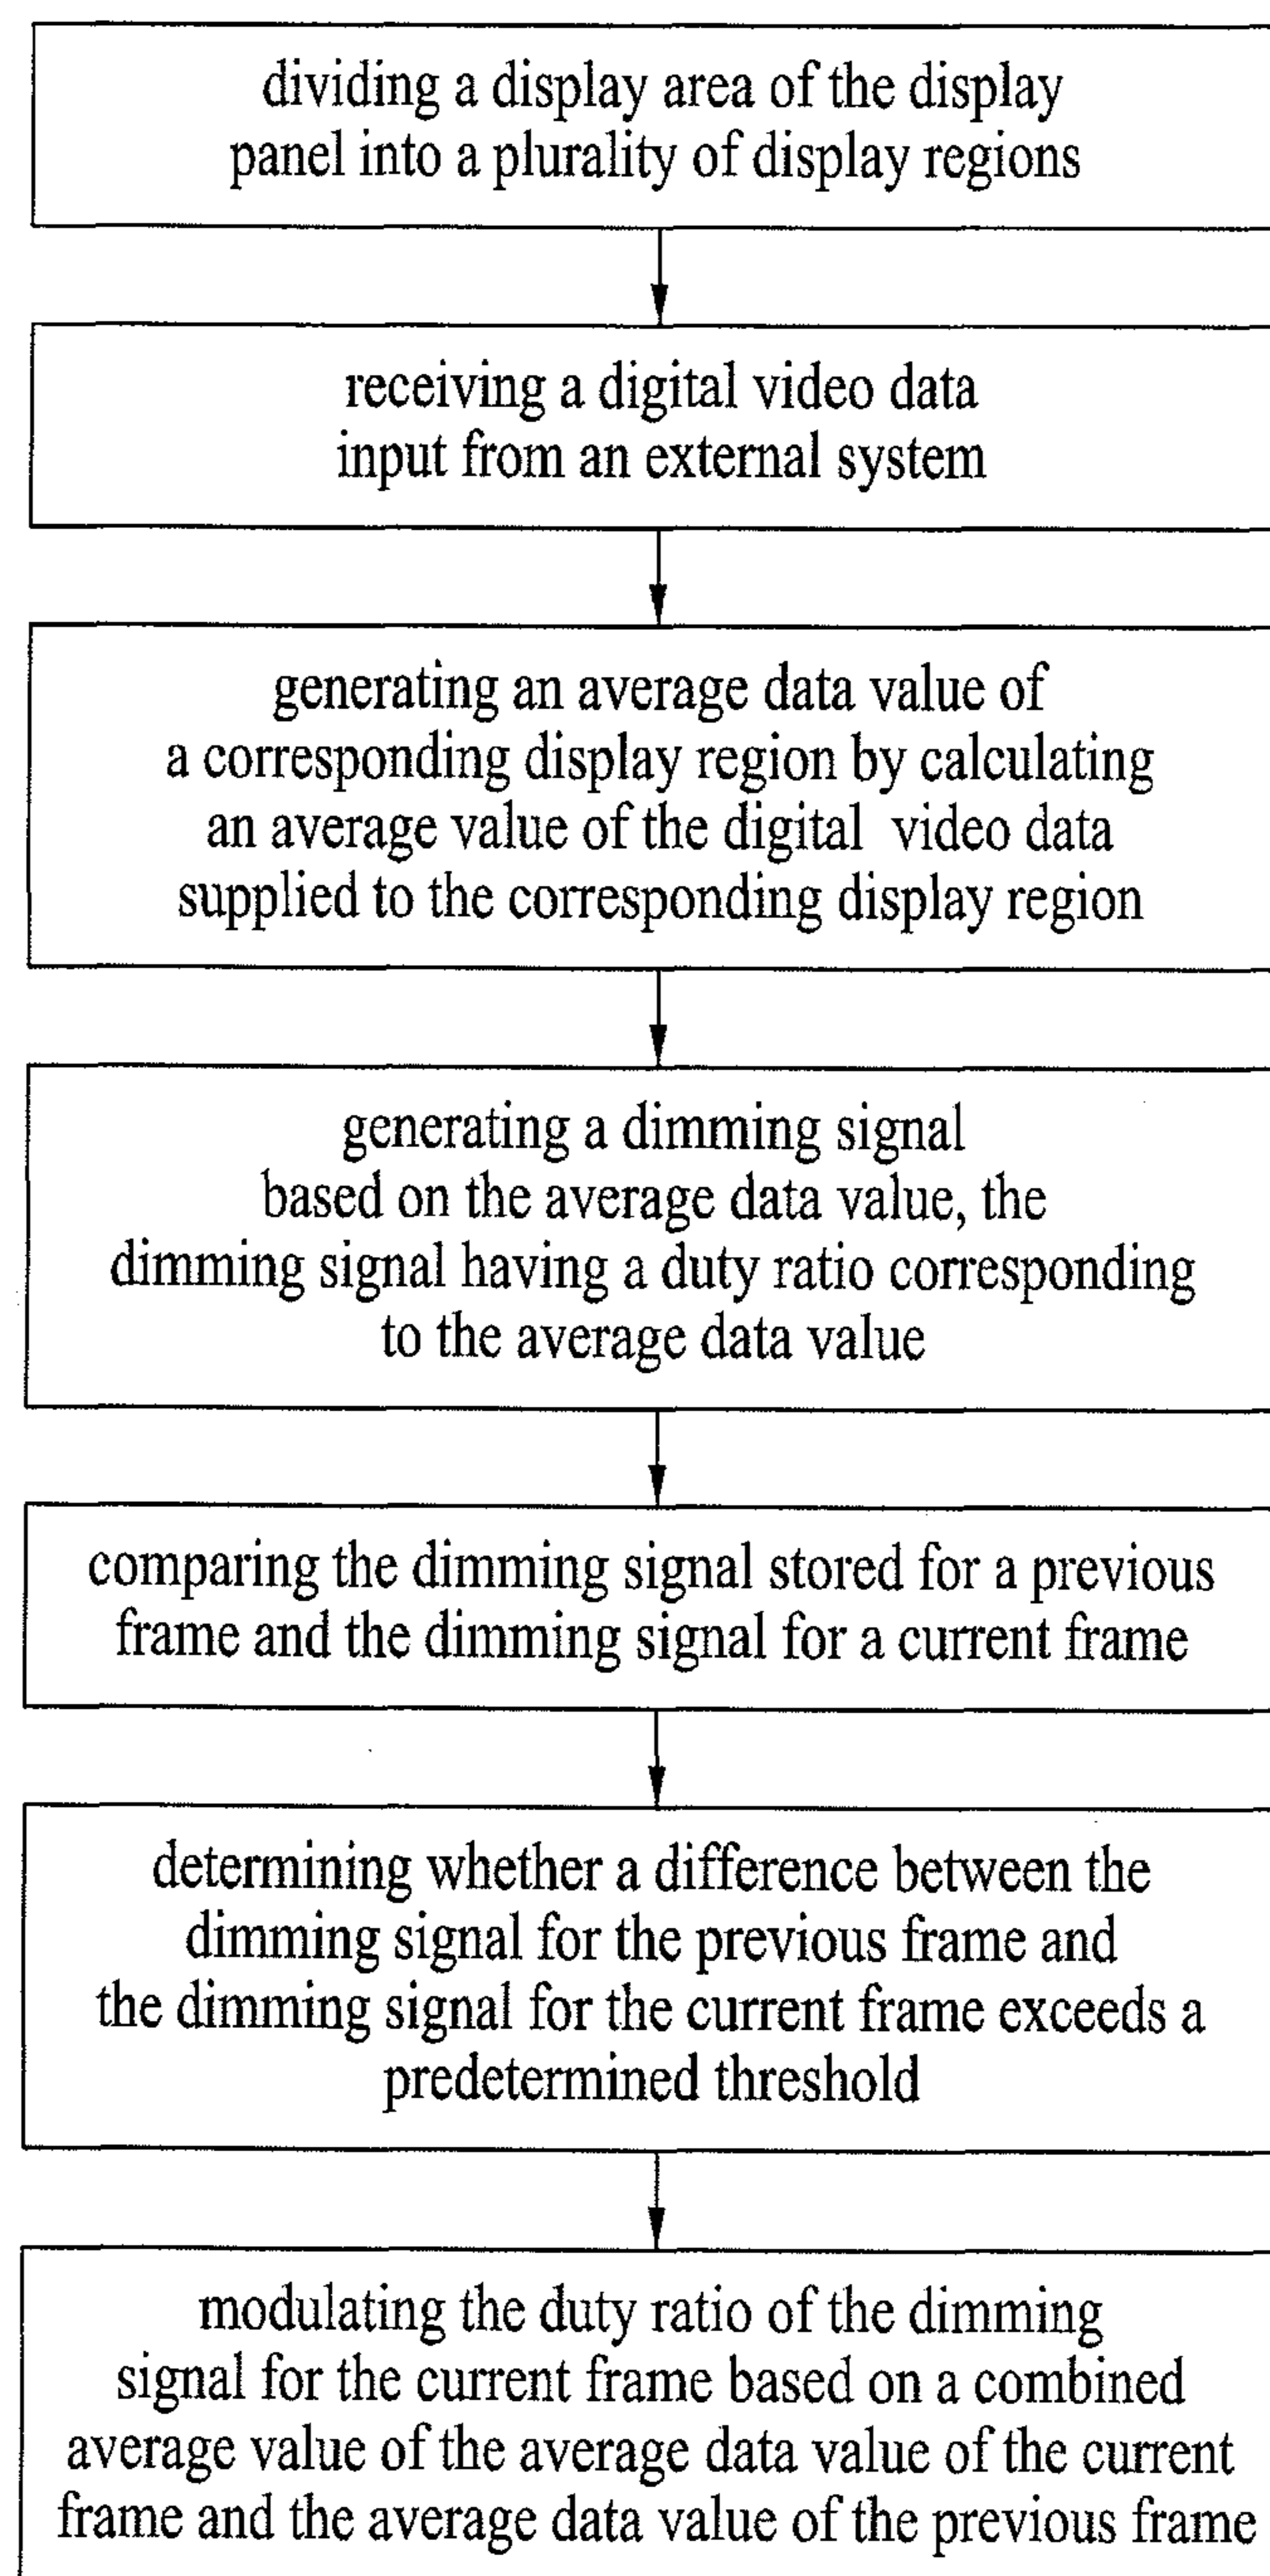 dividing a display area of the display
panel into a plurality of display regions
receiving a digital video data
input from an external system
generating an average data value of
a corresponding display region by calculating
an average value of the digital video data
supplied to the corresponding display region
generating a dimming signal
based on the average data value, the
dimming signal having a duty ratio corresponding
to the average data value
comparing the dimming signal stored for a previous
frame and the dimming signal for a current frame
determining whether a difference between the
dimming signal for the previous frame and
the dimming signal for the current frame exceeds a
predetermined threshold
modulating the duty ratio of the dimming
signal for the current frame based on a combined
average value of the average data value of the current
frame and the average data value of the previous frame